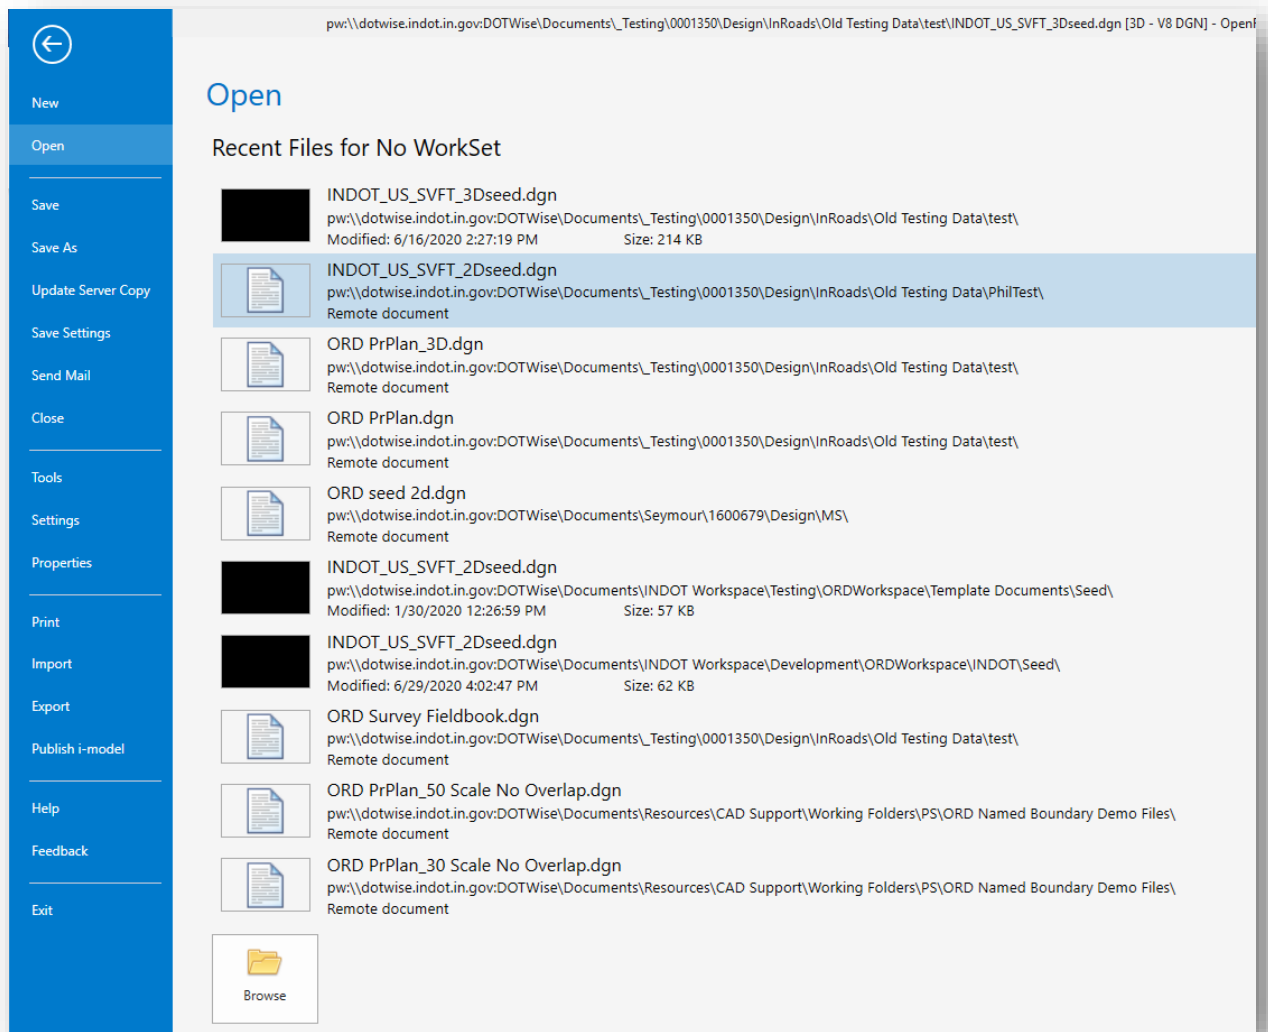 pw:\\dotwise.indot.in.gov:DOTWise\Documents\_Testing\0001350\Design\InRoads\Old Testing Data\test\INDOT_US_SVFT_3Dseed.dgn [3D - V8 DGN] -
New
Open
Save
Save As
Update Server Copy
Save Settings
Send Mail
Close
Tools
Settings
Properties
Print
Import
Export
Publish i-model
Help
Feedback
Exit
Open
Recent Files for No WorkSet
INDOT_US_SVFT_3Dseed.dgn
pw:\\dotwise.indot.in.gov:DOTWise\Documents\_Testing\0001350\Design\InRoads\Old Testing Data\test\
Modified: 6/16/2020 2:27:19 PM Size: 214 KB
INDOT_US_SVFT_2Dseed.dgn
pw:\\dotwise.indot.in.gov:DOTWise\Documents\_Testing\0001350\Design\InRoads\Old Testing Data\PhilTest\
Remote document
ORD PrPlan_3D.dgn
pw:\\dotwise.indot.in.gov:DOTWise\Documents\_Testing\0001350\Design\InRoads\Old Testing Data\test\
Remote document
ORD PrPlan.dgn
pw:\\dotwise.indot.in.gov:DOTWise\Documents\_Testing\0001350\Design\InRoads\Old Testing Data\test\
Remote document
ORD seed 2d.dgn
pw:\\dotwise.indot.in.gov:DOTWise\Documents\Seymour\1600679\Design\MS\
Remote document
INDOT_US_SVFT_2Dseed.dgn
pw:\\dotwise.indot.in.gov:DOTWise\Documents\INDOT Workspace\Testing\ORDWorkspace\Template Documents\Seed\
Modified: 1/30/2020 12:26:59 PM Size: 57 KB
INDOT_US_SVFT_2Dseed.dgn
pw:\\dotwise.indot.in.gov:DOTWise\Documents\INDOT Workspace\Development\ORDWorkspace\INDOT\Seed\
Modified: 6/29/2020 4:02:47 PM Size: 62 KB
ORD Survey Fieldbook.dgn
pw:\\dotwise.indot.in.gov:DOTWise\Documents\_Testing\0001350\Design\InRoads\Old Testing Data\test\
Remote document
ORD PrPlan_50 Scale No Overlap.dgn
pw:\\dotwise.indot.in.gov:DOTWise\Documents\Resources\CAD Support\Working Folders\PS\ORD Named Boundary Demo Files\
Remote document
ORD PrPlan_30 Scale No Overlap.dgn
pw:\\dotwise.indot.in.gov:DOTWise\Documents\Resources\CAD Support\Working Folders\PS\ORD Named Boundary Demo Files\
Remote document
Browse